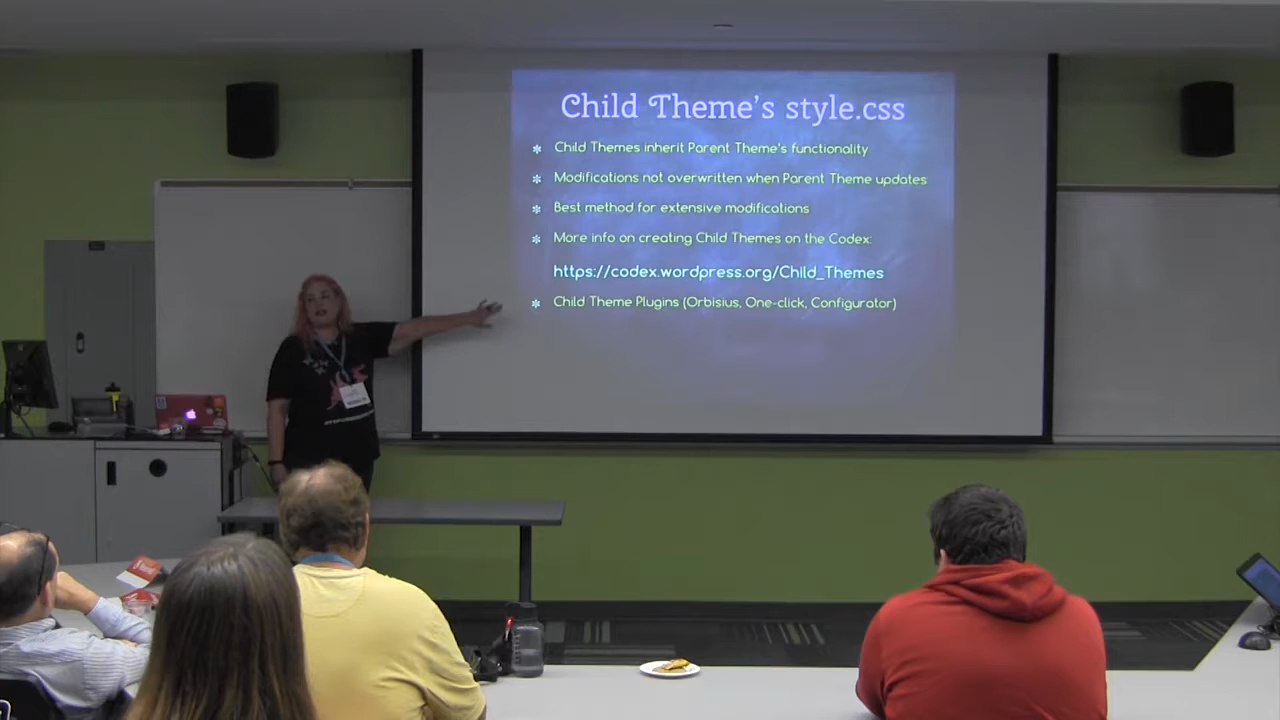 Child Theme's style.css
✼ Child Themes inherit Parent Theme's functionality
✼ Modifications not overwritten when Parent Theme updates
✼ Best method for extensive modifications
✼ More info on creating Child Themes on the Codex:
https://codex.wordpress.org/Child_Themes
✼ Child Theme Plugins (Orbisius, One-click, Configurator)